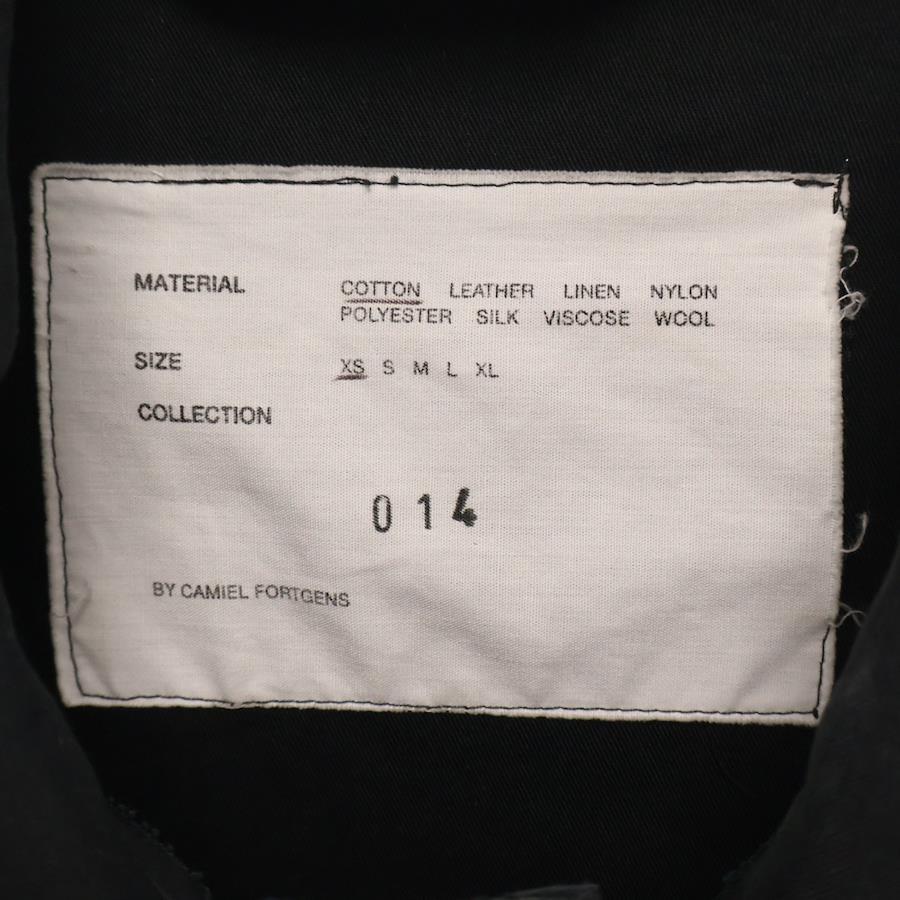 MATERIAL COTTON LEATHER LINEN NYLON
POLYESTER SILK VISCOSE WOOL
SIZE XS S M L XL
COLLECTION
014
BY CAMIEL FORTGENS